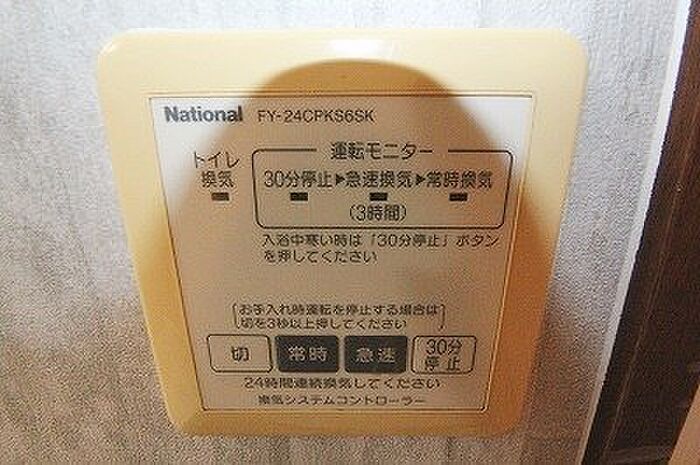 National FY-24CPKS6SK
運転モニター
トイレ
換気
30分停止▶急速換気▶常時換気
(3時間)
入浴中寒い時は「30分停止」ボタン
を押してください
お手入れ時運転を停止する場合は
切を3秒以上押してください
切 常時 急速 30分
停止
24時間連続換気してください
換気システムコントローラー